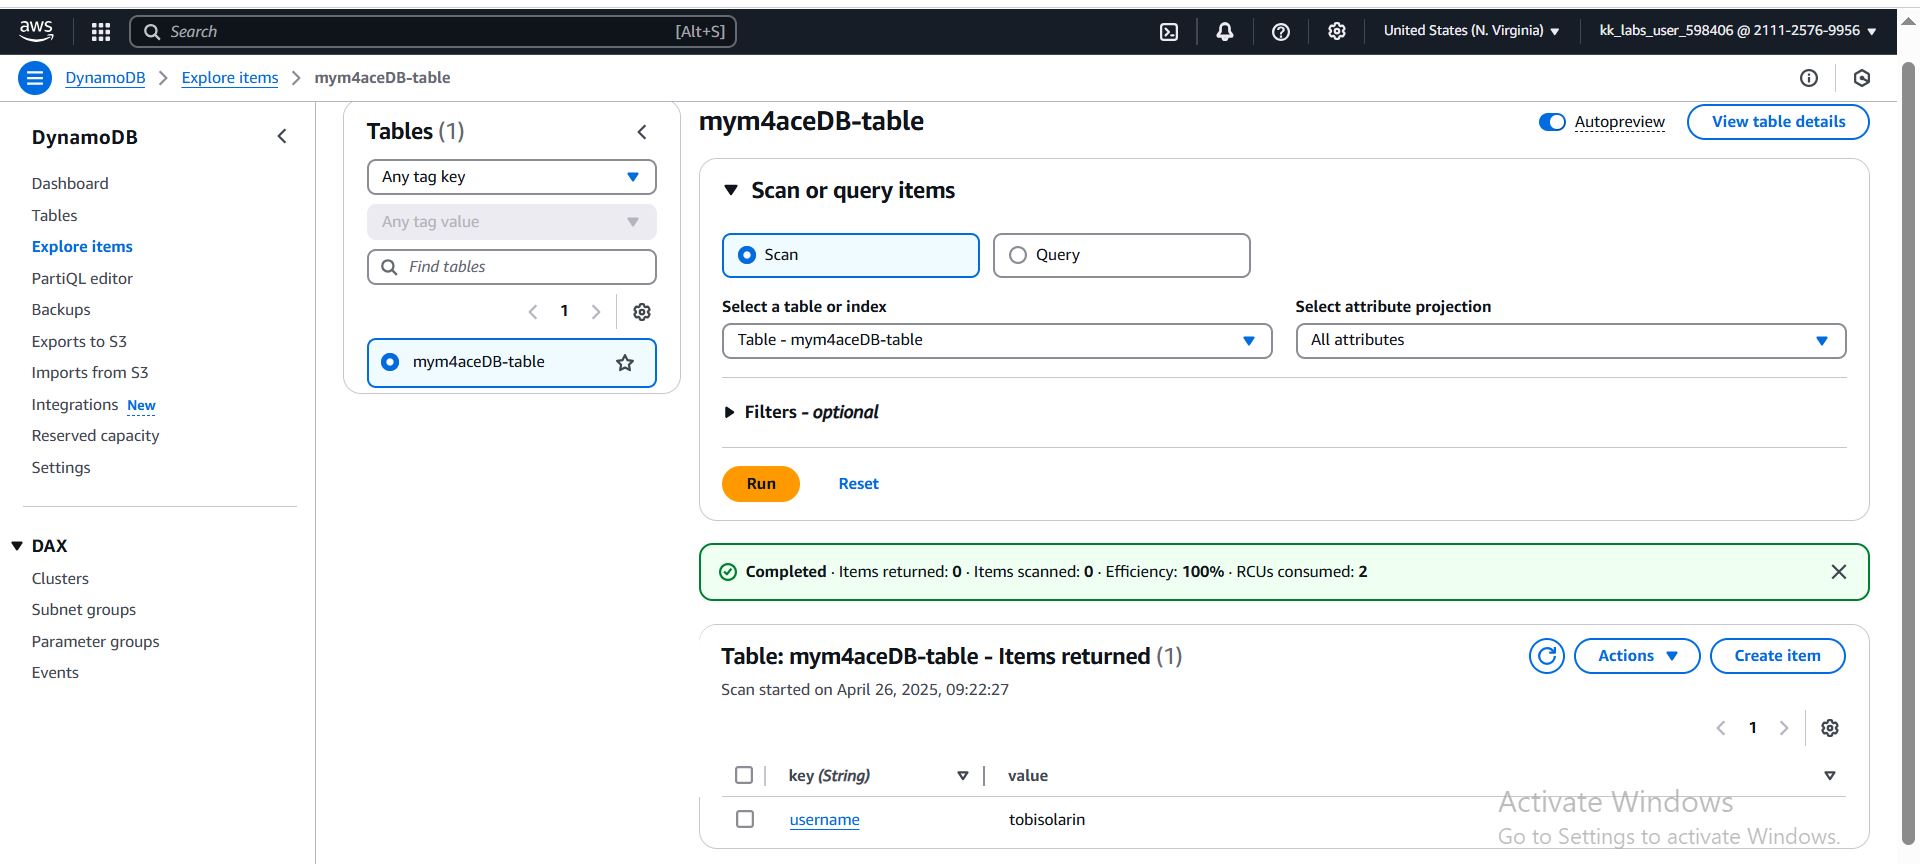 aws
Search [Alt+S]
United States (N. Virginia)
kk_labs_user_598406 @ 2111-2576-9956
DynamoDB > Explore items > mym4aceDB-table
DynamoDB
Dashboard
Tables
Explore items
PartiQL editor
Backups
Exports to S3
Imports from S3
Integrations New
Reserved capacity
Settings
DAX
Clusters
Subnet groups
Parameter groups
Events
Tables (1)
Any tag key
Any tag value
Find tables
1
mym4aceDB-table
mym4aceDB-table
Autopreview
View table details
Scan or query items
Scan
Query
Select a table or index
Table - mym4aceDB-table
Select attribute projection
All attributes
Filters - optional
Run
Reset
Completed · Items returned: 0 · Items scanned: 0 · Efficiency: 100% · RCUs consumed: 2
Table: mym4aceDB-table - Items returned (1)
Scan started on April 26, 2025, 09:22:27
Actions
Create item
1
key (String) value
username tobisolarin
Activate Windows
Go to Settings to activate Windows.